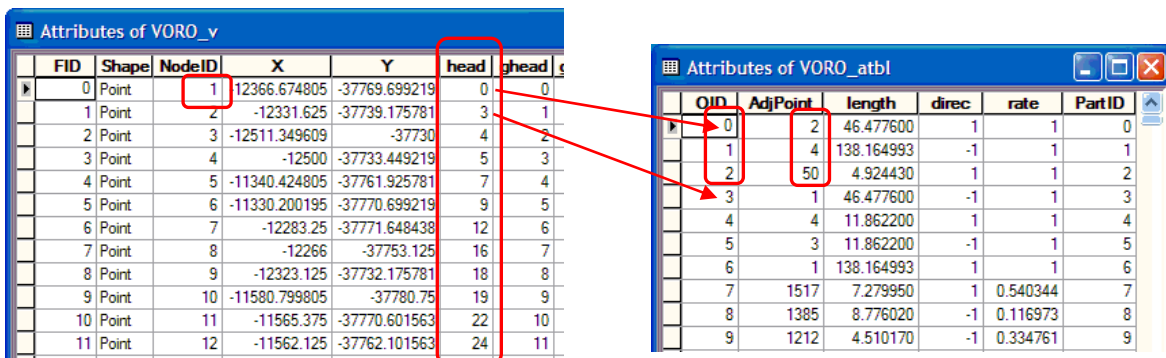 Attributes of VORO_v
FID Shape NodeID X Y head ghead g
0 Point 1 -12366.674805 -37769.699219 0 0
1 Point 2 -12331.625 -37739.175781 3 1
2 Point 3 -12511.349609 -37730 4 2
3 Point 4 -12500 -37733.449219 5 3
4 Point 5 -11340.424805 -37761.925781 7 4
5 Point 6 -11330.200195 -37770.699219 9 5
6 Point 7 -12283.25 -37771.648438 12 6
7 Point 8 -12266 -37753.125 16 7
8 Point 9 -12323.125 -37732.175781 18 8
9 Point 10 -11580.799805 -37780.75 19 9
10 Point 11 -11565.375 -37770.601563 22 10
11 Point 12 -11562.125 -37762.101563 24 11
Attributes of VORO_atbl
OID AdjPoint length direc rate PartID
0 2 46.477600 1 1 0
1 4 138.164993 -1 1 1
2 50 4.924430 1 1 2
3 1 46.477600 -1 1 3
4 4 11.862200 1 1 4
5 3 11.862200 -1 1 5
6 1 138.164993 1 1 6
7 1517 7.279950 1 0.540344 7
8 1385 8.776020 -1 0.116973 8
9 1212 4.510170 -1 0.334761 9